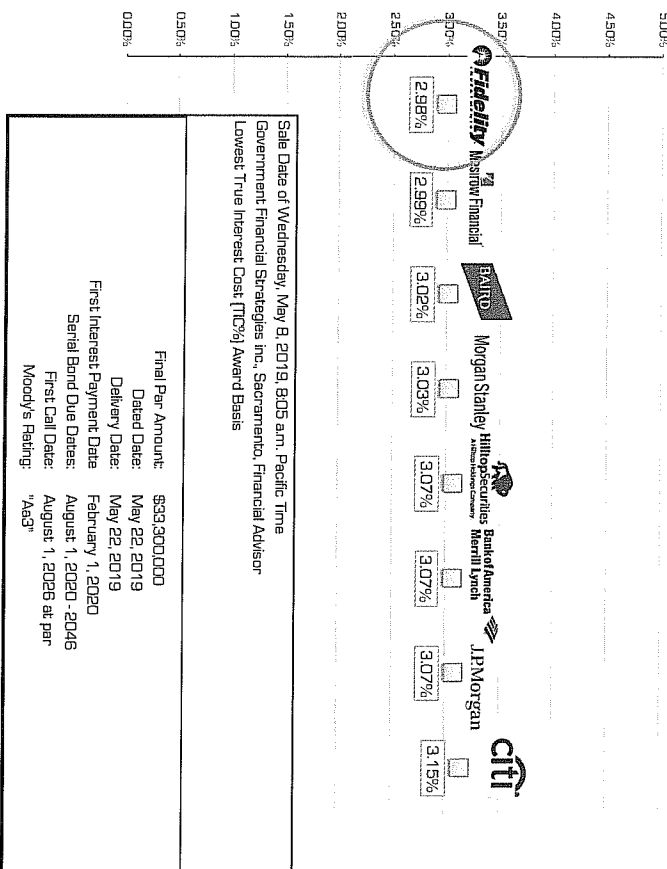 5.00%
4.50%
4.00%
3.50%
3.00%
2.50%
2.00%
1.50%
1.00%
0.50%
0.00%
Fidelity
INVESTMENTS
2.98%
Mesirow Financial
2.99%
BAIRD
3.02%
Morgan Stanley
3.03%
HilltopSecurities
A Hilltop Holdings Company
3.07%
BankofAmerica
Merrill Lynch
3.07%
J.P.Morgan
3.07%
citi
3.15%
Sale Date of Wednesday, May 8, 2019, 8:05 a.m. Pacific Time
Government Financial Strategies inc., Sacramento, Financial Advisor
Lowest True Interest Cost (TIC%) Award Basis
Final Par Amount: $33,300,000
Dated Date: May 22, 2019
Delivery Date: May 22, 2019
First Interest Payment Date February 1, 2020
Serial Bond Due Dates: August 1, 2020 - 2046
First Call Date: August 1, 2026 at par
Moody's Rating: "Aa3"